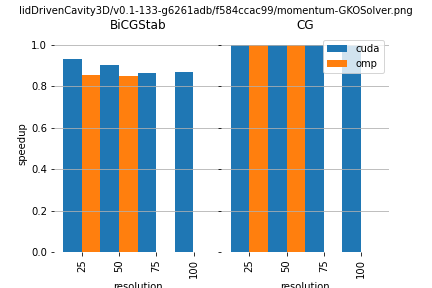 lidDrivenCavity3D/v0.1-133-g6261adb/f584ccac99/momentum-GKOSolver.png
BiCGStab
CG
cuda
omp
1.0
0.8
0.6
0.4
0.2
0.0
speedup
25
50
75
100
25
50
75
100
resolution
resolution